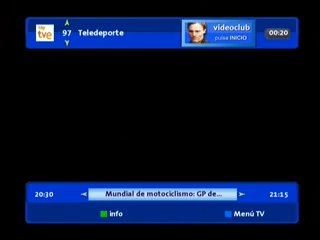 tve
97 Teledeporte
videoclub
pulsa INICIO
00:20
20:30 Mundial de motociclismo: GP de... 21:15
info Menú TV